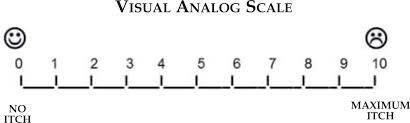 VISUAL ANALOG SCALE
0 1 2 3 4 5 6 7 8 9 10
NO
ITCH
MAXIMUM
ITCH